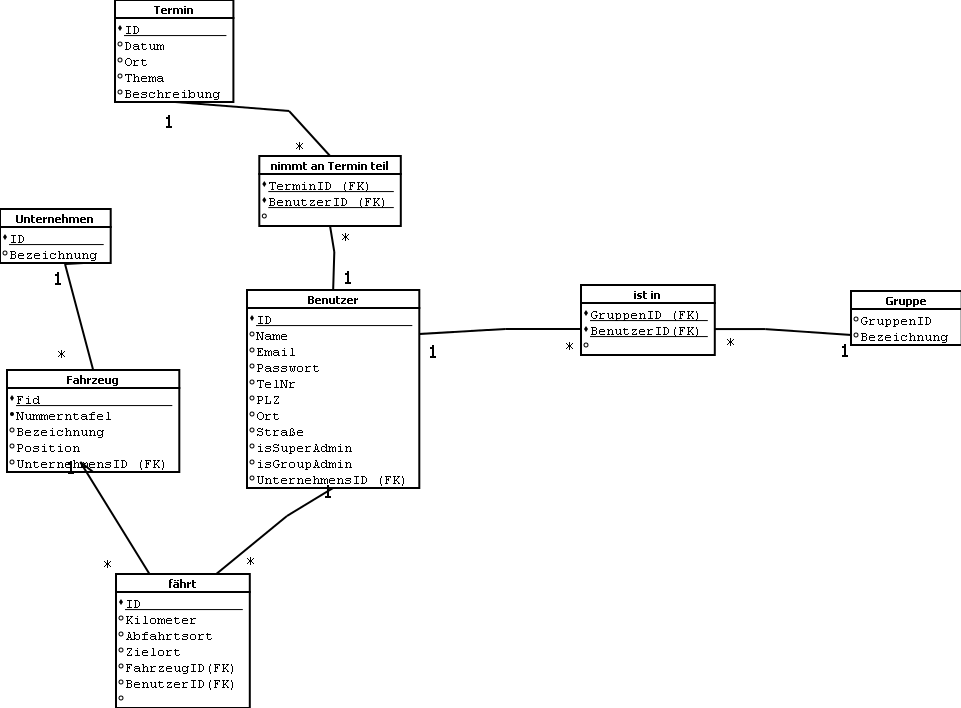 Termin
ID
Datum
Ort
Thema
Beschreibung
1
*
nimmt an Termin teil
TerminID (FK)
BenutzerID (FK)
*
1
Unternehmen
ID
Bezeichnung
1
*
Benutzer
ID
Name
Email
Passwort
TelNr
PLZ
Ort
Straße
isSuperAdmin
isGroupAdmin
UnternehmensID (FK)
1
*
ist in
GruppenID (FK)
BenutzerID(FK)
*
1
Gruppe
GruppenID
Bezeichnung
Fahrzeug
Fid
Nummerntafel
Bezeichnung
Position
UnternehmensID (FK)
1
*
1
*
fährt
ID
Kilometer
Abfahrtsort
Zielort
FahrzeugID(FK)
BenutzerID(FK)